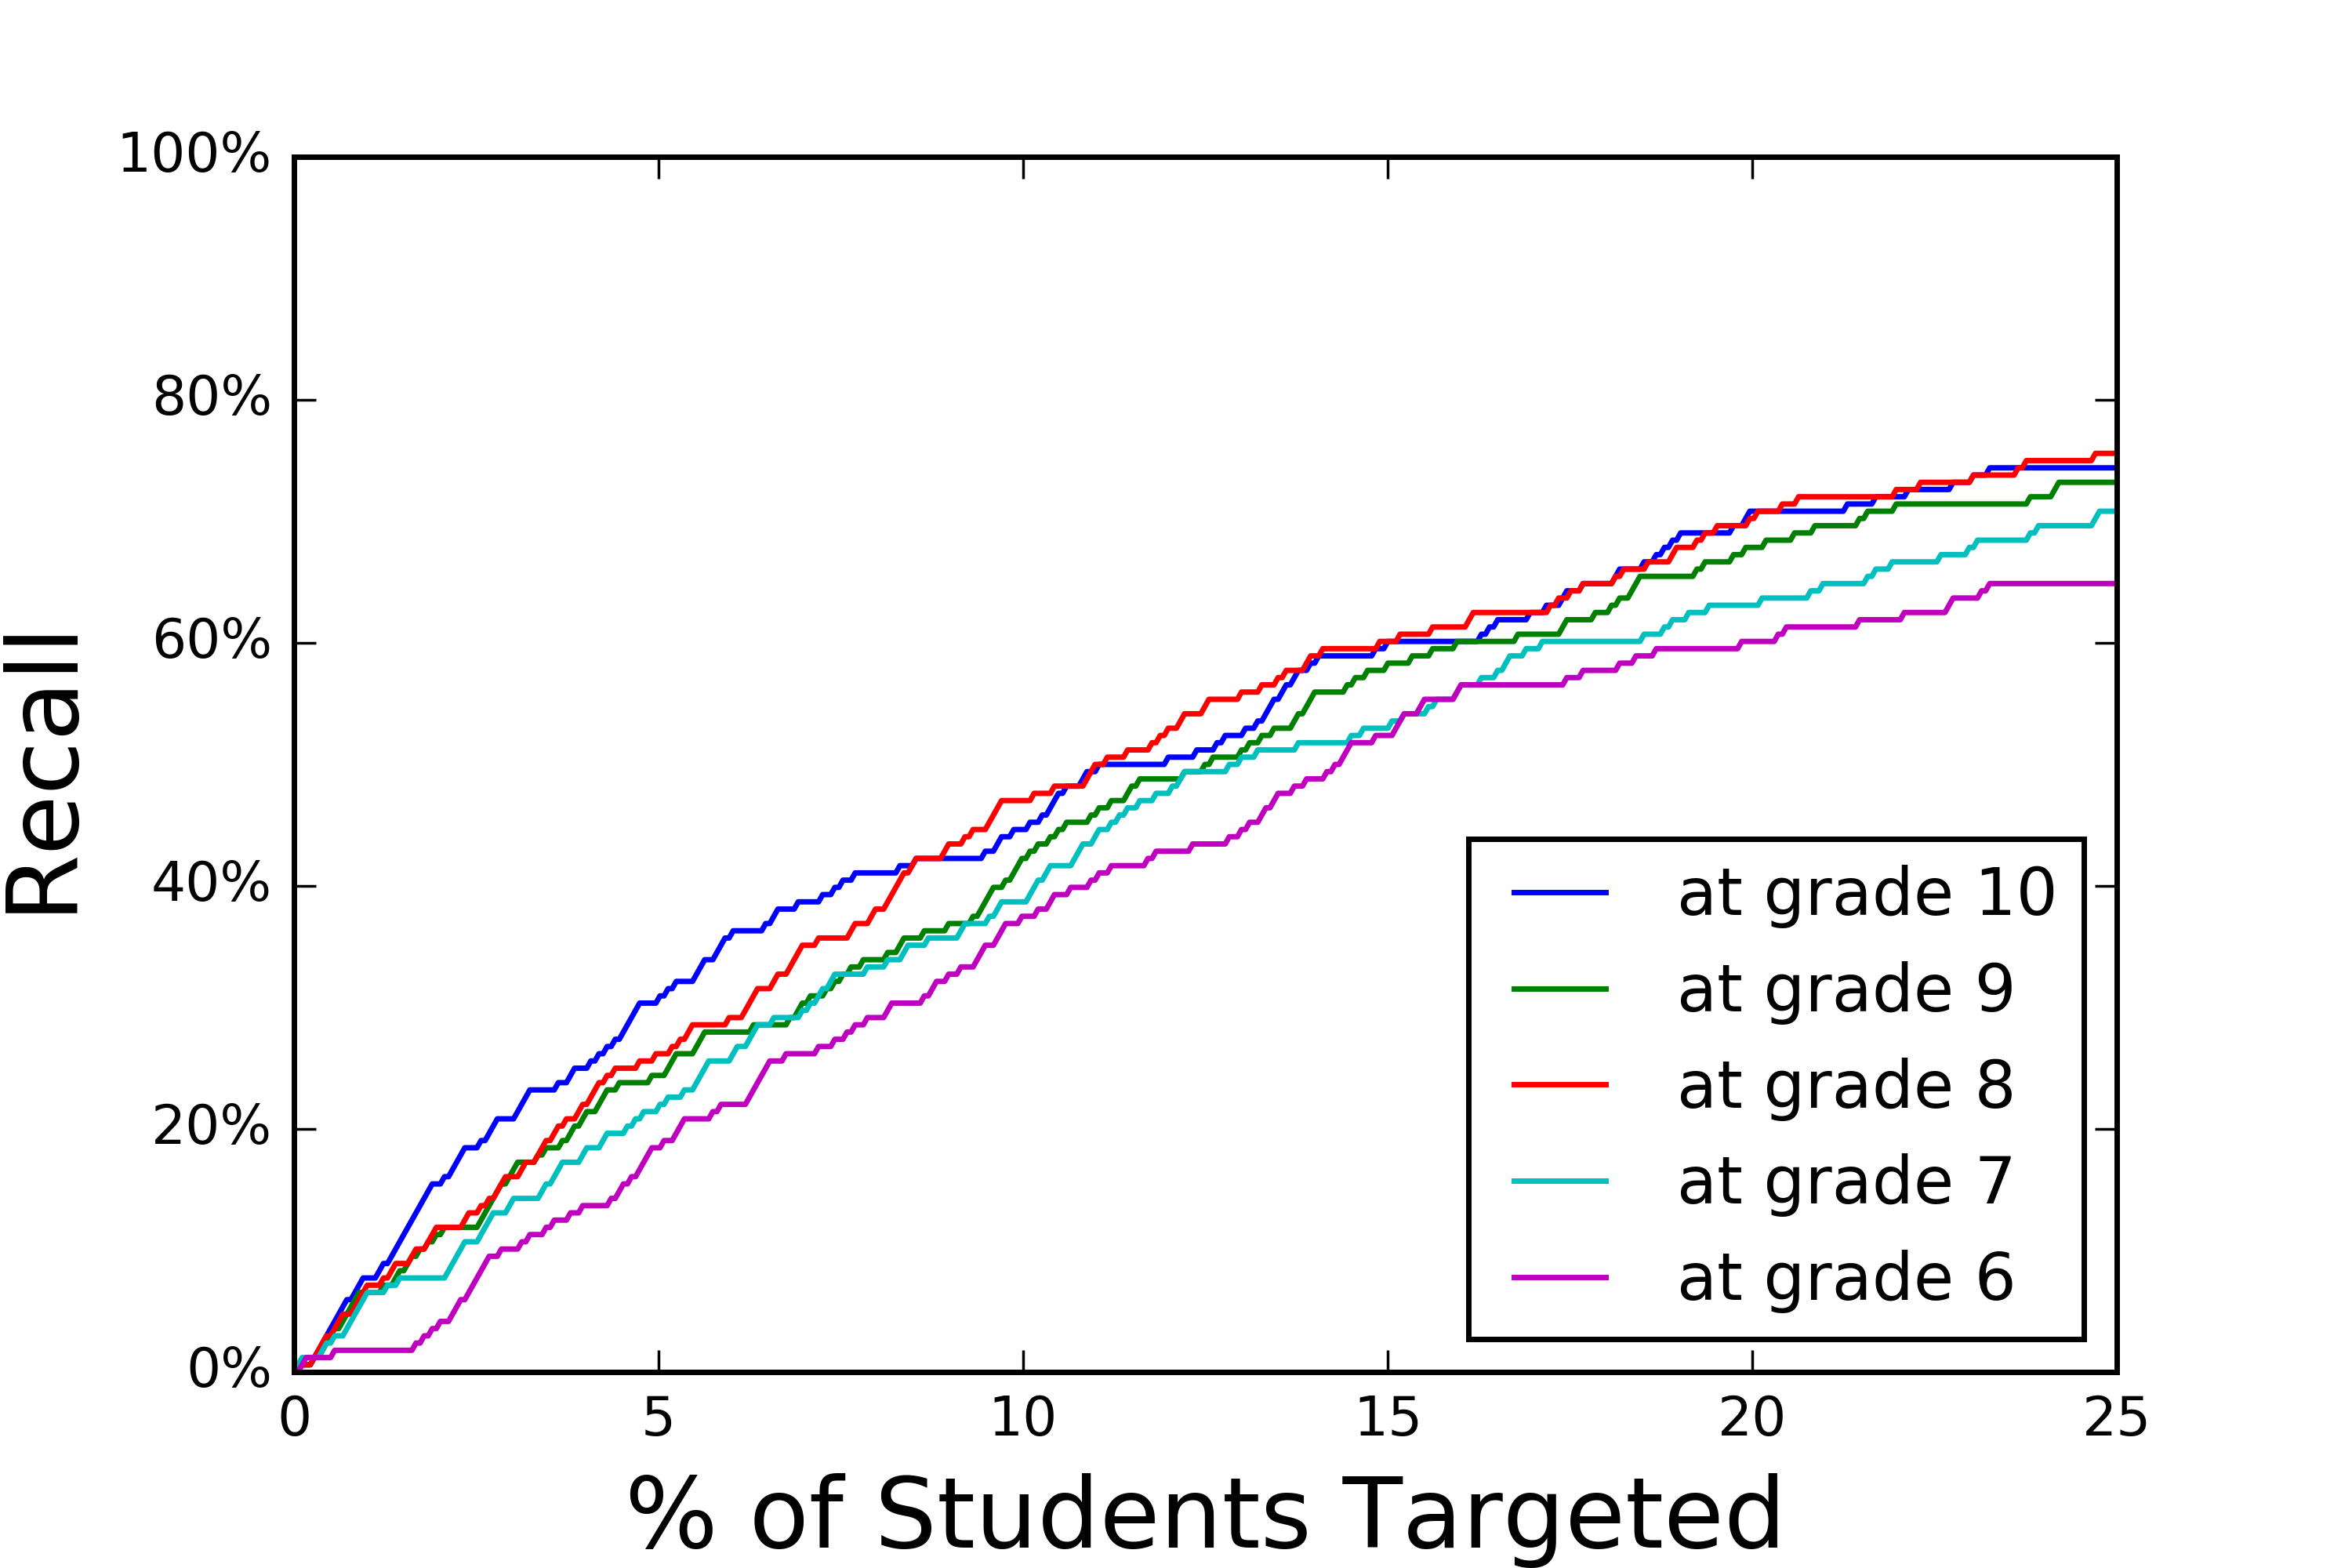 100%
80%
60%
40%
20%
0%
Recall
0 5 10 15 20 25
% of Students Targeted
at grade 10
at grade 9
at grade 8
at grade 7
at grade 6